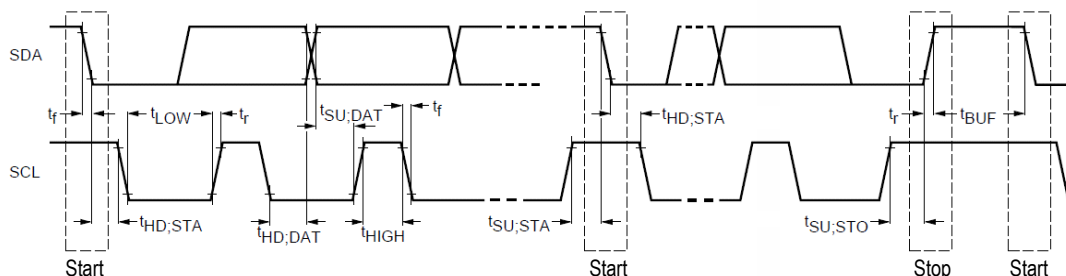 SDA
tf
tLOW
tr
tSU;DAT
tf
tHD;STA
tr
tBUF
SCL
tHD;STA
tHD;DAT
tHIGH
tSU;STA
tSU;STO
Start
Start
Stop
Start